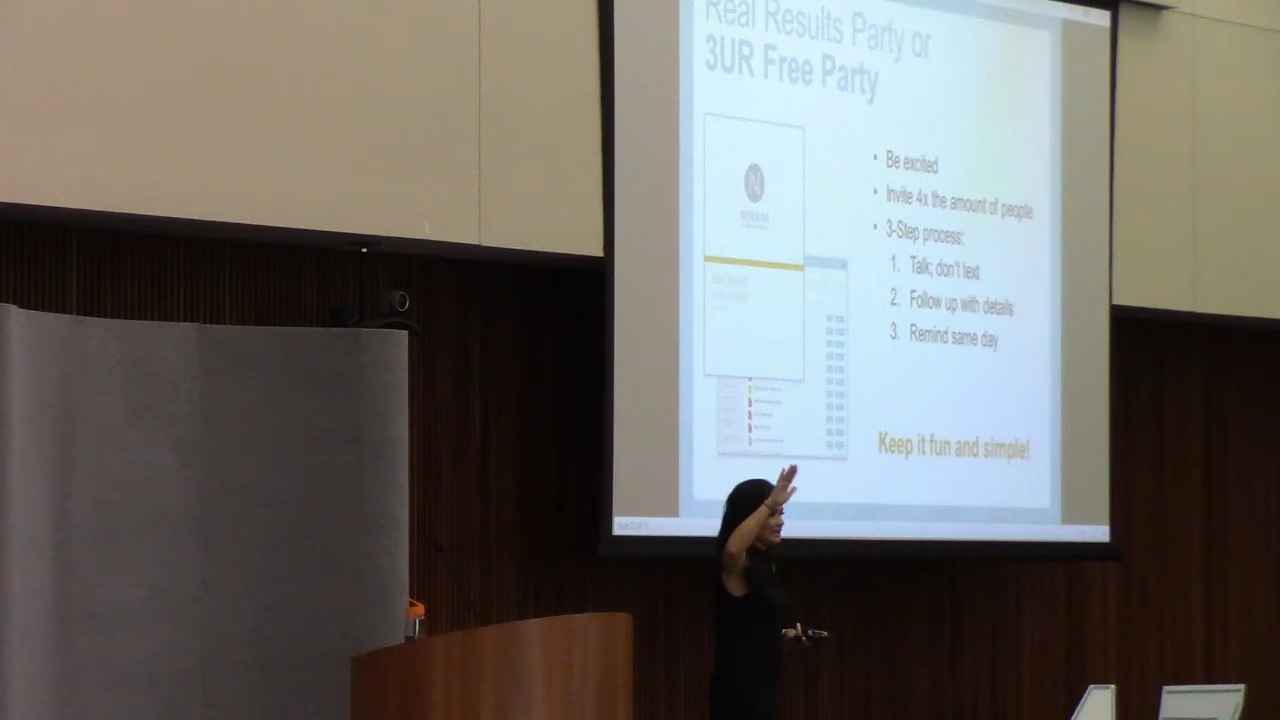 Real Results Party or
3UR Free Party
N
• Be excited
• Invite 4x the amount of people
• 3-Step process:
1. Talk; don't text
2. Follow up with details
3. Remind same day
Keep it fun and simple!